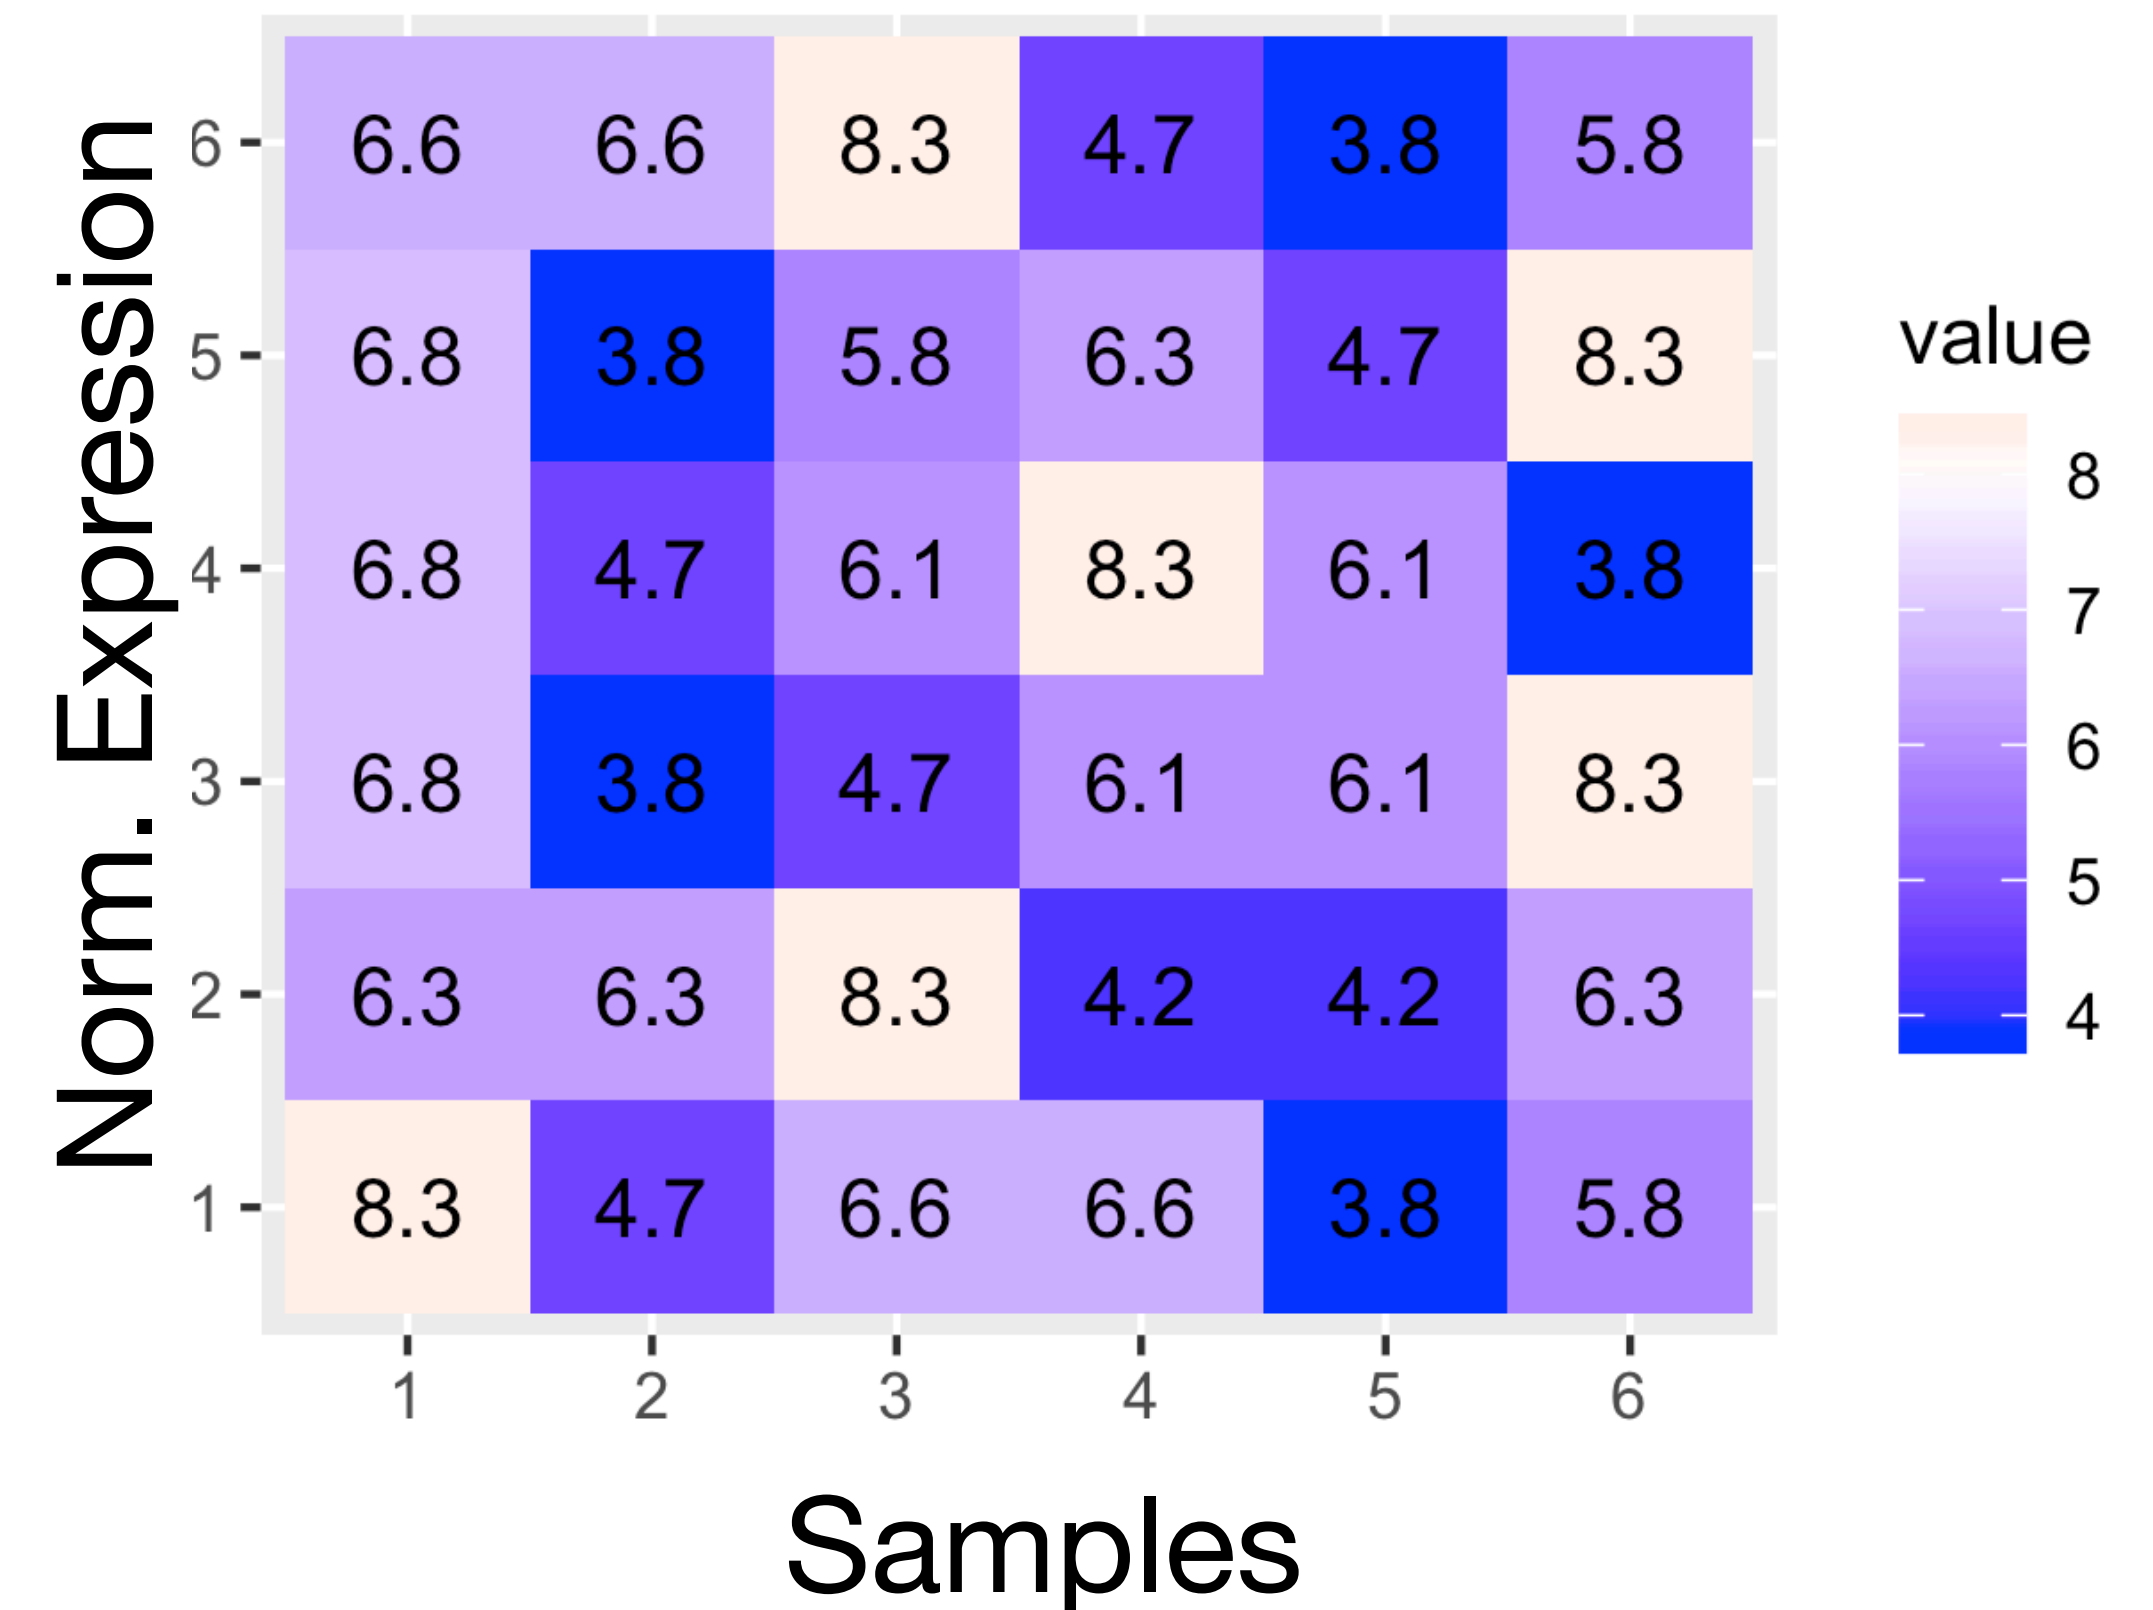 Norm. Expression
6 6.6 6.6 8.3 4.7 3.8 5.8
5 6.8 3.8 5.8 6.3 4.7 8.3
4 6.8 4.7 6.1 8.3 6.1 3.8
3 6.8 3.8 4.7 6.1 6.1 8.3
2 6.3 6.3 8.3 4.2 4.2 6.3
1 8.3 4.7 6.6 6.6 3.8 5.8
1 2 3 4 5 6
Samples
value
8
7
6
5
4